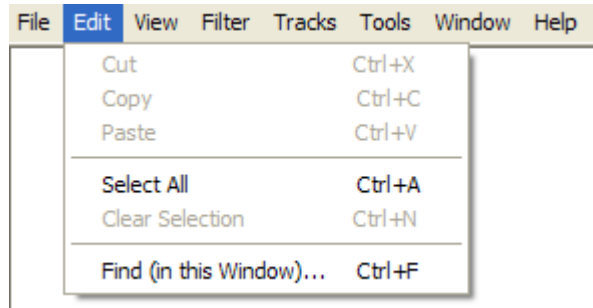 File Edit View Filter Tracks Tools Window Help
Cut Ctrl+X
Copy Ctrl+C
Paste Ctrl+V
Select All Ctrl+A
Clear Selection Ctrl+N
Find (in this Window)... Ctrl+F